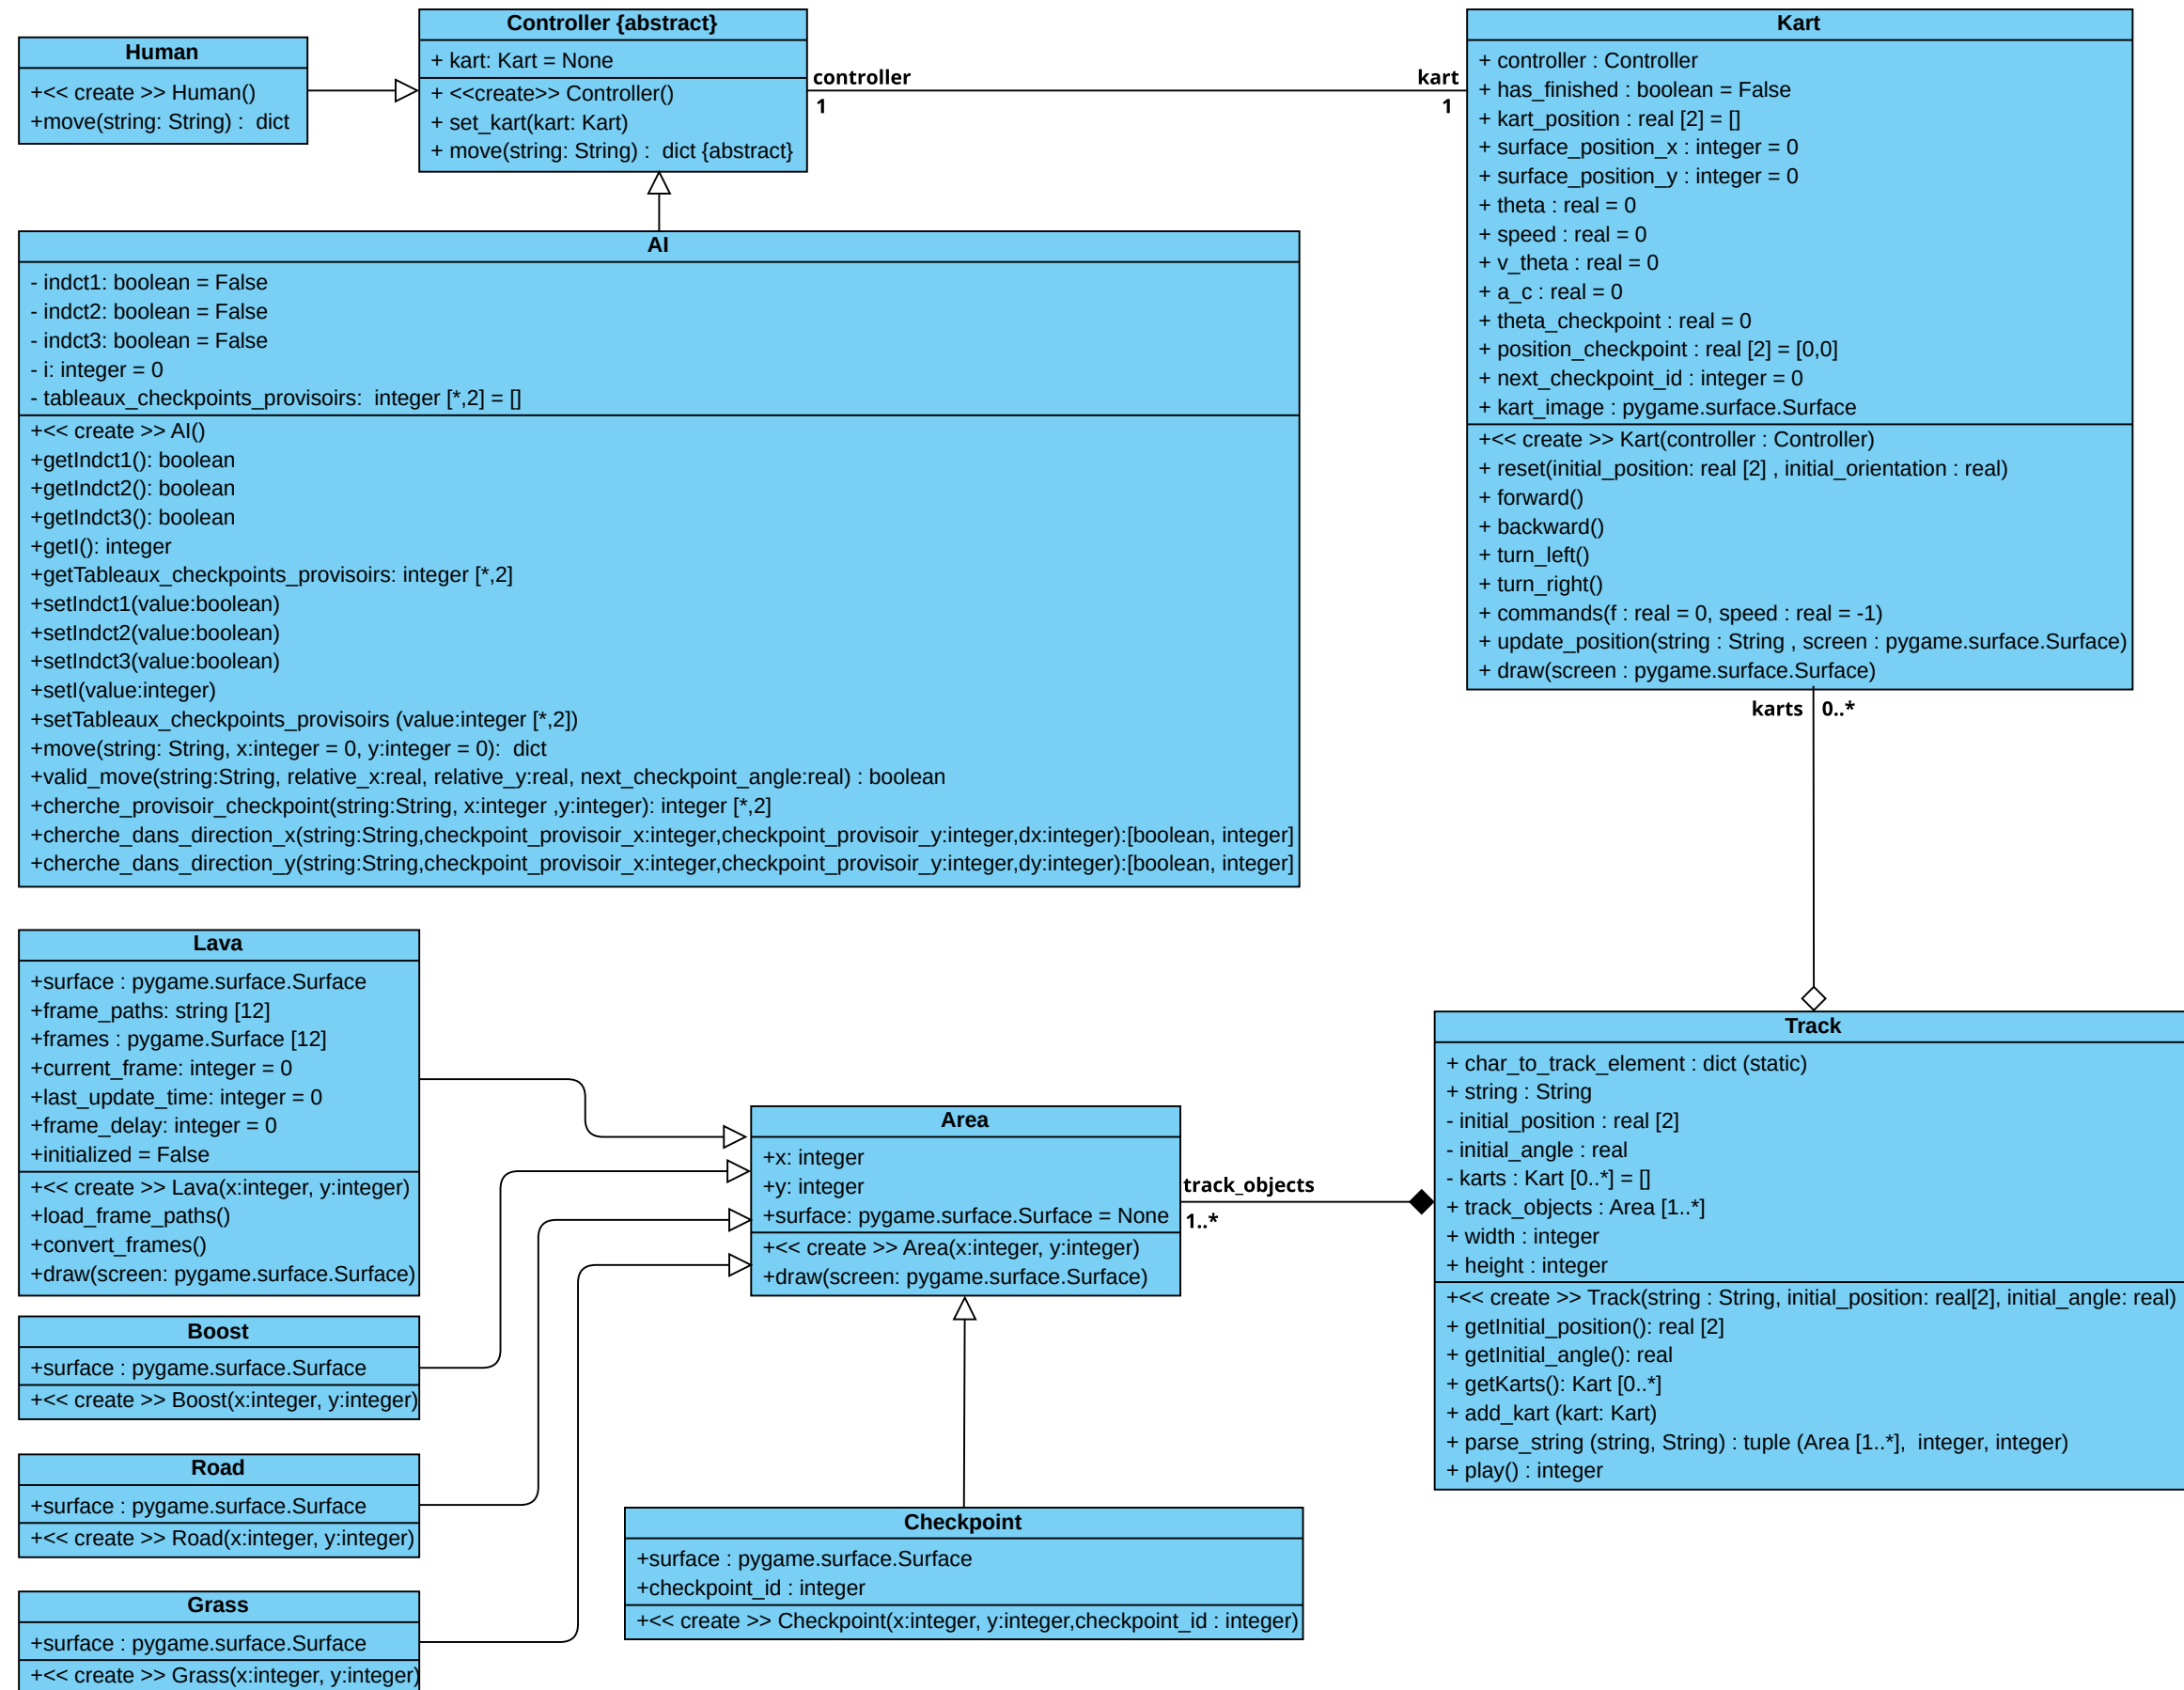 Human
+<< create >> Human()
+move(string: String) :  dict
Controller {abstract}
+ kart: Kart = None
+ <<create>> Controller()
+ set_kart(kart: Kart)
+ move(string: String) :  dict {abstract}
controller
1
kart
1
Kart
+ controller : Controller
+ has_finished : boolean = False
+ kart_position : real [2] = []
+ surface_position_x : integer = 0
+ surface_position_y : integer = 0
+ theta : real = 0
+ speed : real = 0
+ v_theta : real = 0
+ a_c : real = 0
+ theta_checkpoint : real = 0
+ position_checkpoint : real [2] = [0,0]
+ next_checkpoint_id : integer = 0
+ kart_image : pygame.surface.Surface
+<< create >> Kart(controller : Controller)
+ reset(initial_position: real [2] , initial_orientation : real)
+ forward()
+ backward()
+ turn_left()
+ turn_right()
+ commands(f : real = 0, speed : real = -1)
+ update_position(string : String , screen : pygame.surface.Surface)
+ draw(screen : pygame.surface.Surface)
AI
- indct1: boolean = False
- indct2: boolean = False
- indct3: boolean = False
- i: integer = 0
- tableaux_checkpoints_provisoirs:  integer [*,2] = []
+<< create >> AI()
+getIndct1(): boolean
+getIndct2(): boolean
+getIndct3(): boolean
+getI(): integer
+getTableaux_checkpoints_provisoirs: integer [*,2]
+setIndct1(value:boolean)
+setIndct2(value:boolean)
+setIndct3(value:boolean)
+setI(value:integer)
+setTableaux_checkpoints_provisoirs (value:integer [*,2])
+move(string: String, x:integer = 0, y:integer = 0):  dict
+valid_move(string:String, relative_x:real, relative_y:real, next_checkpoint_angle:real) : boolean
+cherche_provisoir_checkpoint(string:String, x:integer ,y:integer): integer [*,2]
+cherche_dans_direction_x(string:String,checkpoint_provisoir_x:integer,checkpoint_provisoir_y:integer,dx:integer):[boolean, integer]
+cherche_dans_direction_y(string:String,checkpoint_provisoir_x:integer,checkpoint_provisoir_y:integer,dy:integer):[boolean, integer]
karts
0..*
Lava
+surface : pygame.surface.Surface
+frame_paths: string [12]
+frames : pygame.Surface [12]
+current_frame: integer = 0
+last_update_time: integer = 0
+frame_delay: integer = 0
+initialized = False
+<< create >> Lava(x:integer, y:integer)
+load_frame_paths()
+convert_frames()
+draw(screen: pygame.surface.Surface)
Area
+x: integer
+y: integer
+surface: pygame.surface.Surface = None
+<< create >> Area(x:integer, y:integer)
+draw(screen: pygame.surface.Surface)
track_objects
1..*
Track
+ char_to_track_element : dict (static)
+ string : String
- initial_position : real [2]
- initial_angle : real
- karts : Kart [0..*] = []
+ track_objects : Area [1..*]
+ width : integer
+ height : integer
+<< create >> Track(string : String, initial_position: real[2], initial_angle: real)
+ getInitial_position(): real [2]
+ getInitial_angle(): real
+ getKarts(): Kart [0..*]
+ add_kart (kart: Kart)
+ parse_string (string, String) : tuple (Area [1..*],  integer, integer)
+ play() : integer
Boost
+surface : pygame.surface.Surface
+<< create >> Boost(x:integer, y:integer)
Road
+surface : pygame.surface.Surface
+<< create >> Road(x:integer, y:integer)
Checkpoint
+surface : pygame.surface.Surface
+checkpoint_id : integer
+<< create >> Checkpoint(x:integer, y:integer,checkpoint_id : integer)
Grass
+surface : pygame.surface.Surface
+<< create >> Grass(x:integer, y:integer)